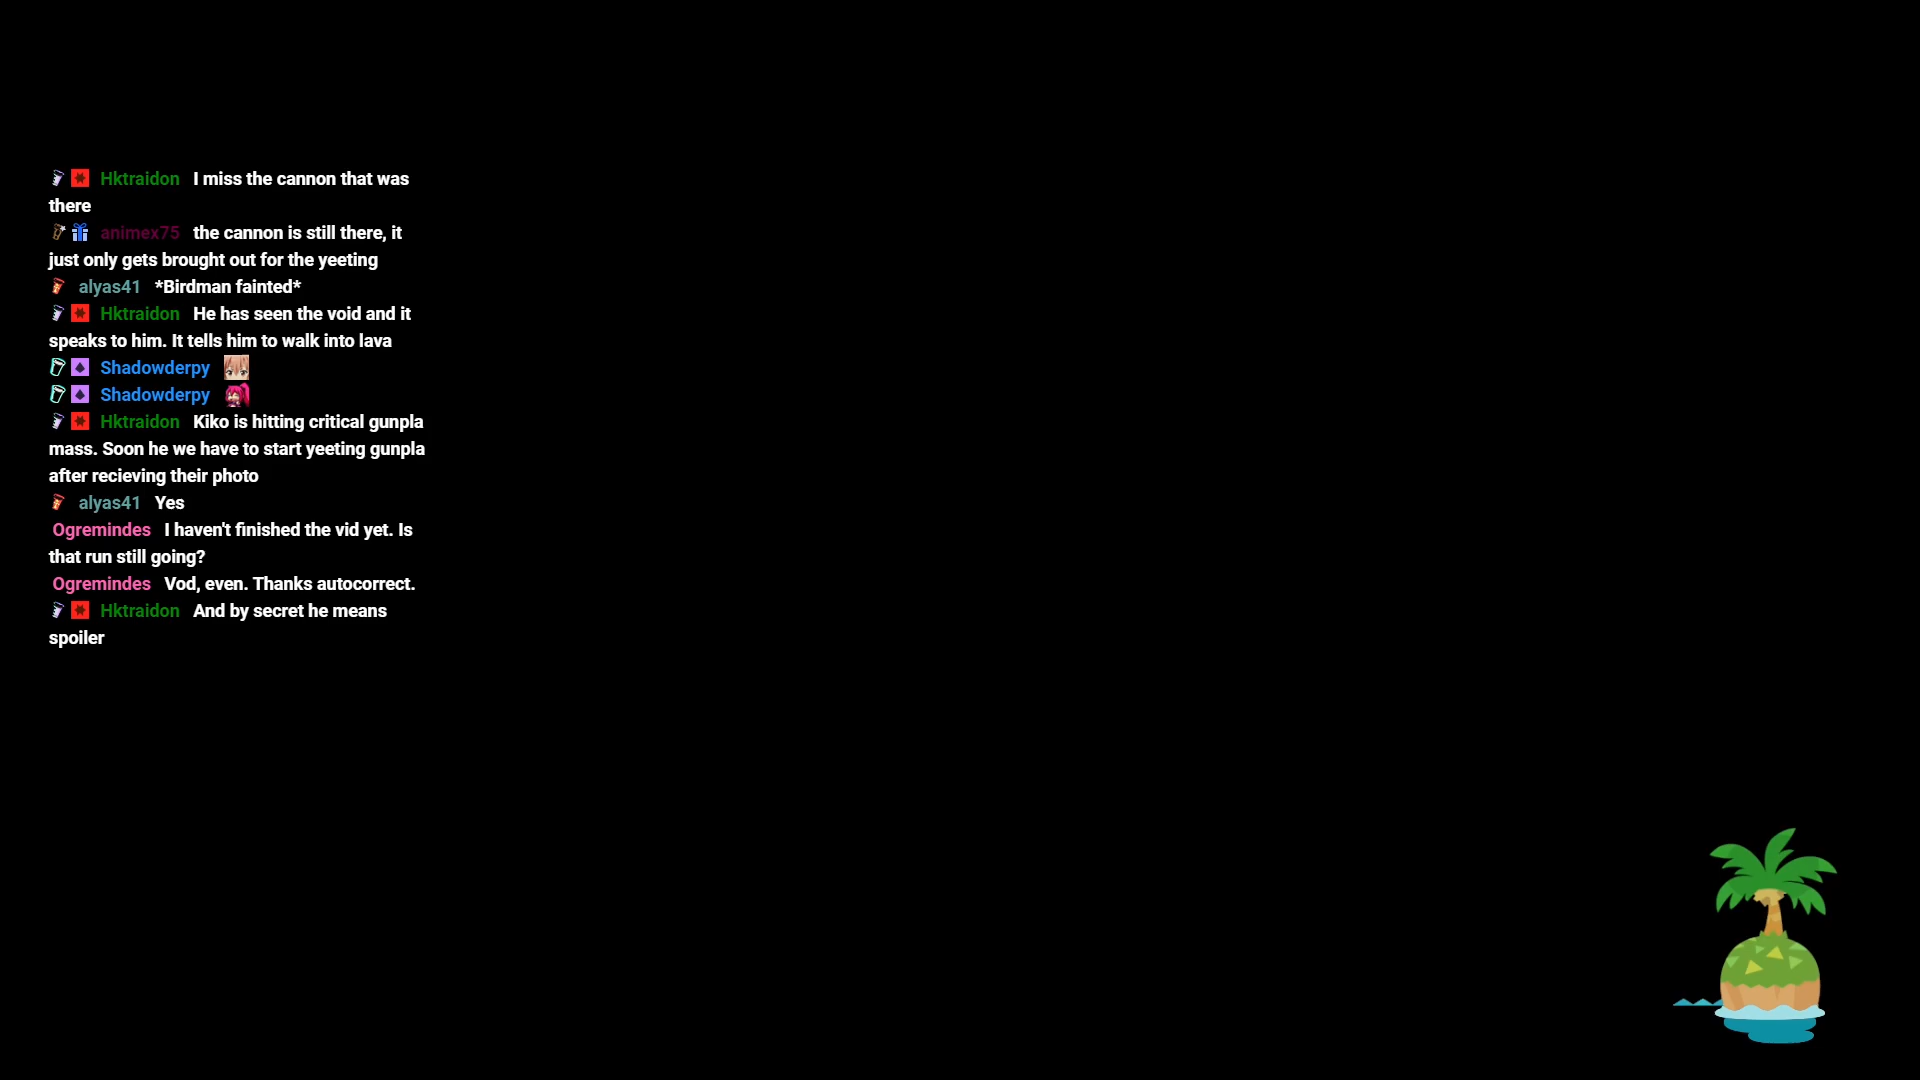 Hktraidon I miss the cannon that was
there
animex75 the cannon is still there, it
just only gets brought out for the yeeting
alyas41 *Birdman fainted*
Hktraidon He has seen the void and it
speaks to him. It tells him to walk into lava
Shadowderpy
Shadowderpy
Hktraidon Kiko is hitting critical gunpla
mass. Soon he we have to start yeeting gunpla
after recieving their photo
alyas41 Yes
Ogremindes I haven't finished the vid yet. Is
that run still going?
Ogremindes Vod, even. Thanks autocorrect.
Hktraidon And by secret he means
spoiler